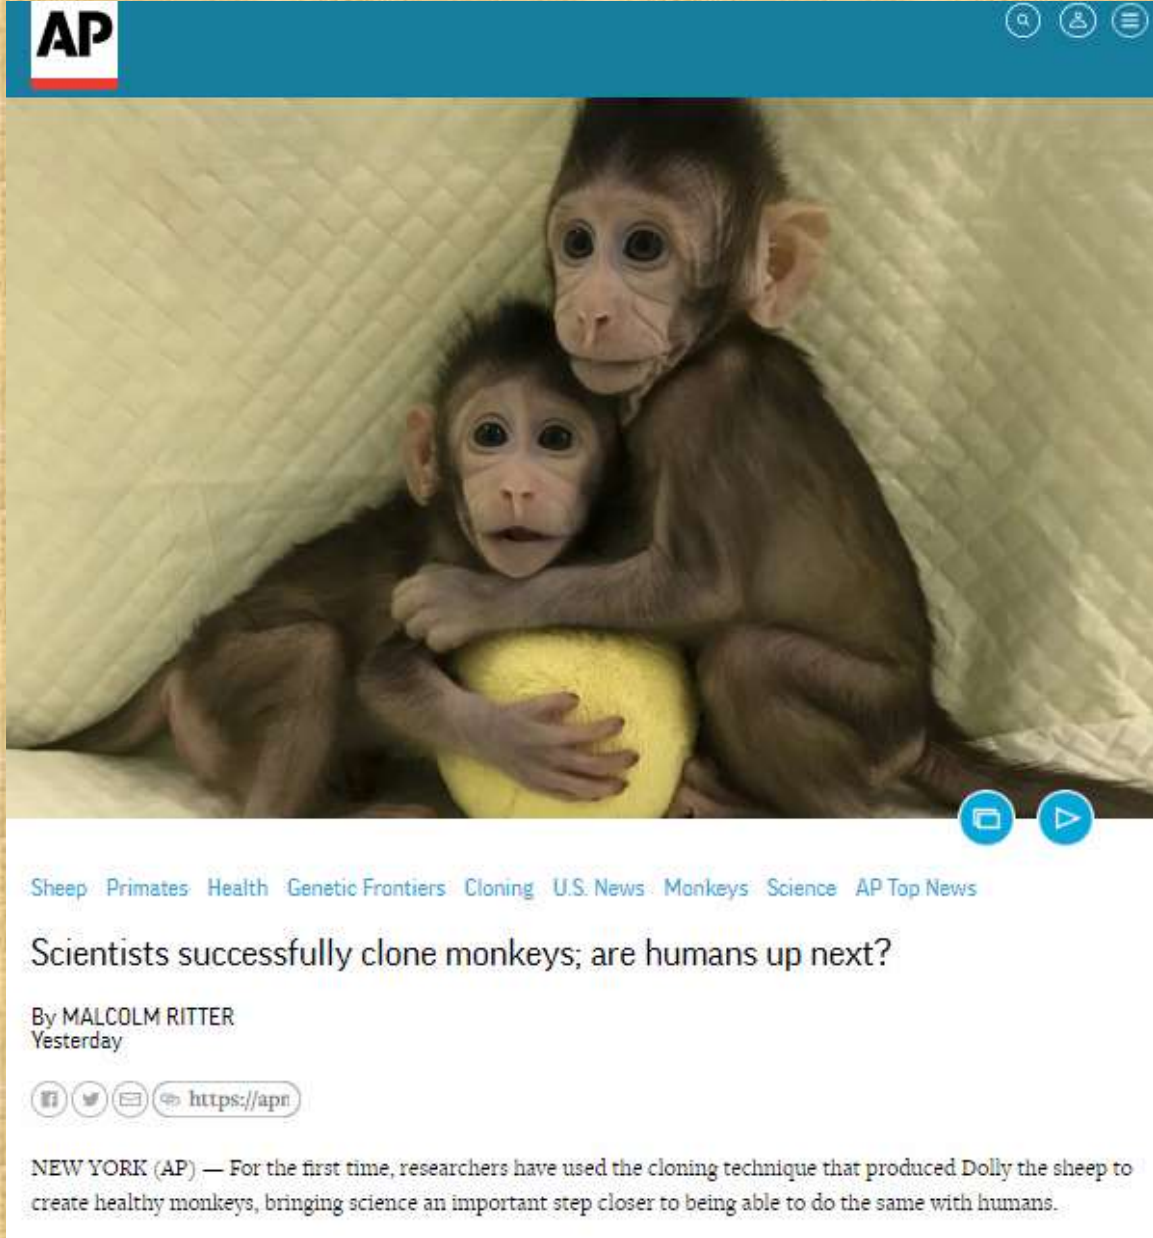 AP
Sheep Primates Health Genetic Frontiers Cloning U.S. News Monkeys Science AP Top News
Scientists successfully clone monkeys; are humans up next?
By MALCOLM RITTER
Yesterday
https://apn
NEW YORK (AP) — For the first time, researchers have used the cloning technique that produced Dolly the sheep to
create healthy monkeys, bringing science an important step closer to being able to do the same with humans.